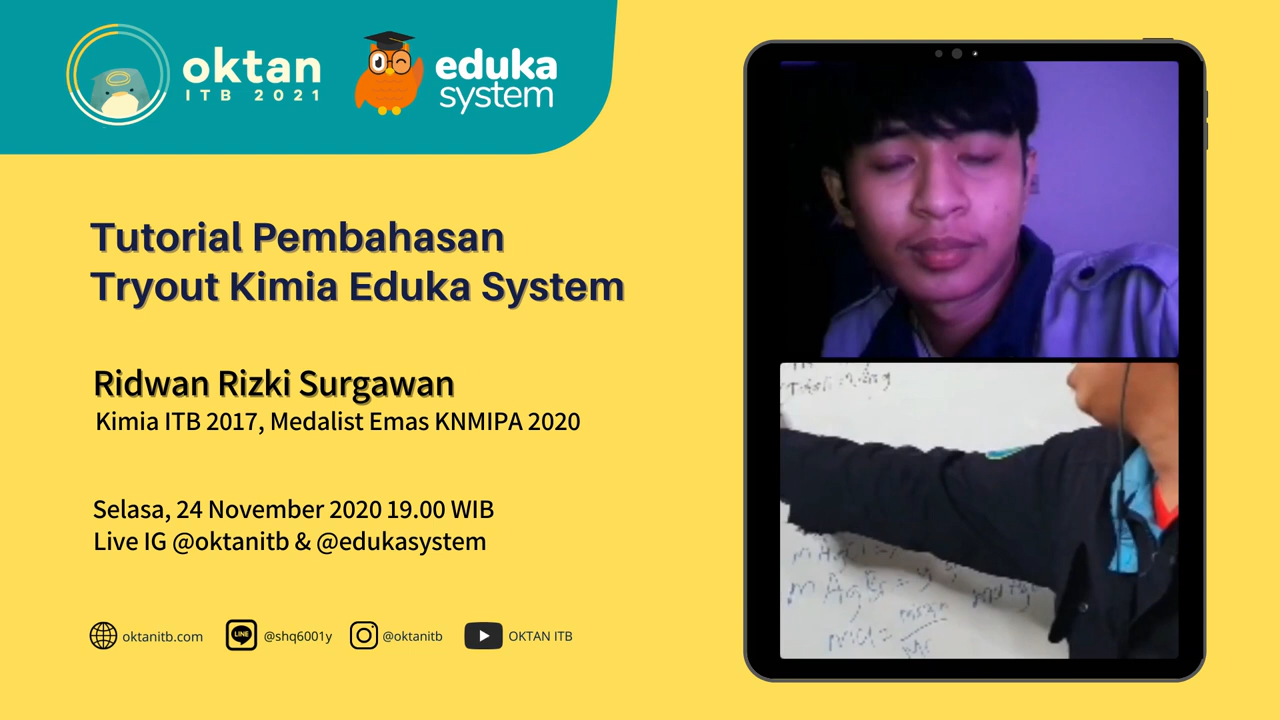 oktan
ITB 2021
eduka
system
Tutorial Pembahasan
Tryout Kimia Eduka System
Ridwan Rizki Surgawan
Kimia ITB 2017, Medalist Emas KNMIPA 2020
Selasa, 24 November 2020 19.00 WIB
Live IG @oktanitb & @edukasystem
oktanitb.com
LINE
@shq6001y
@oktanitb
OKTAN ITB